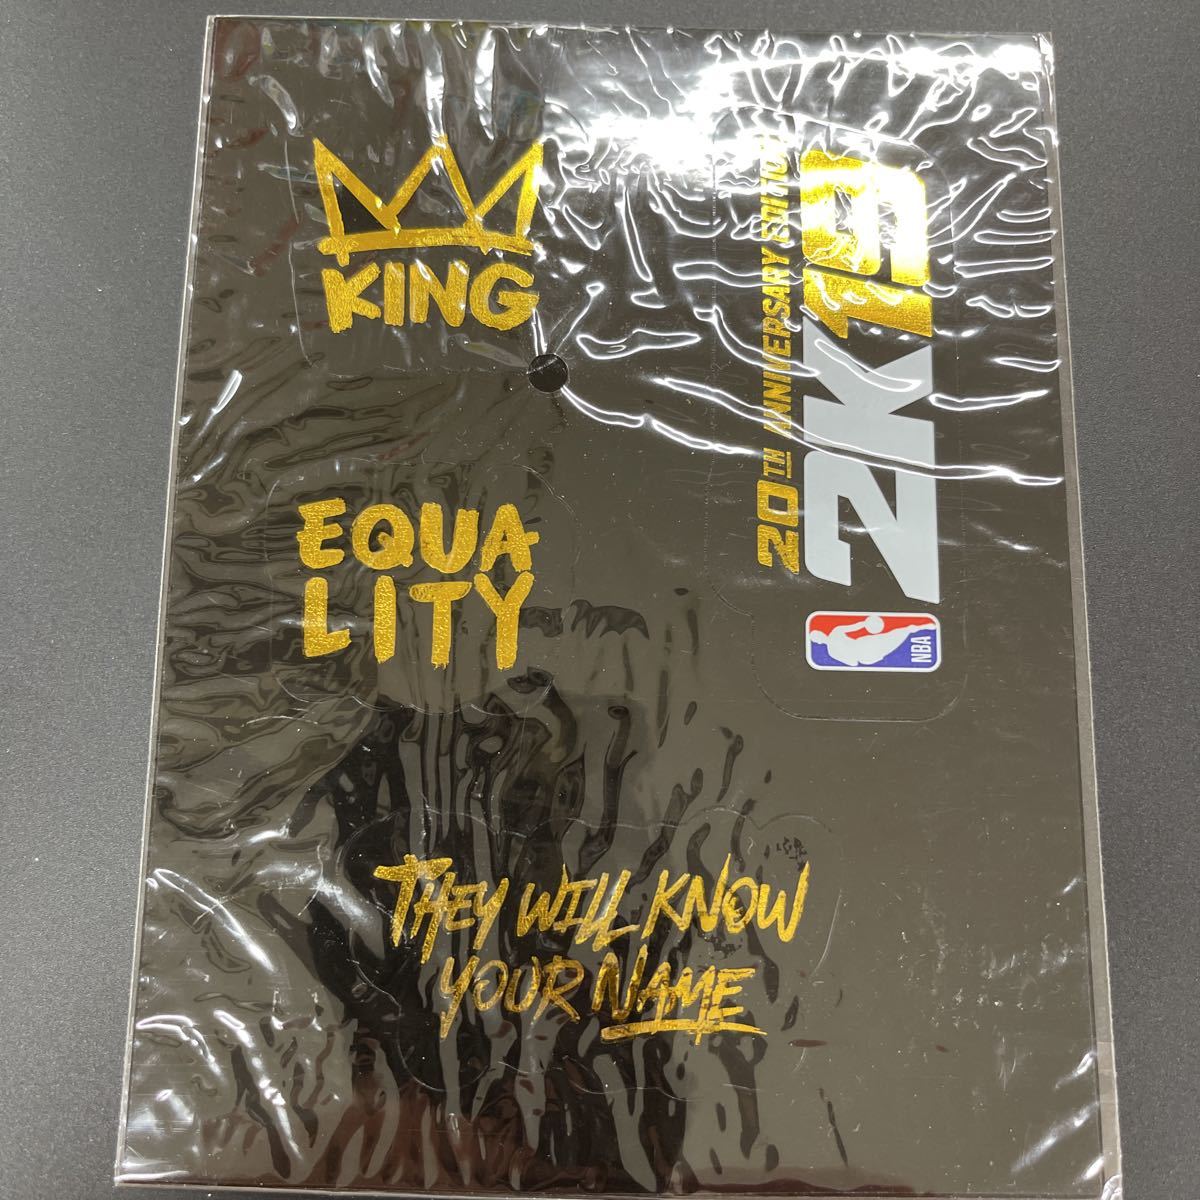 KING
EQUA
LITY
20TH ANNIVERSARY EDITION
2K19
NBA
THEY WILL KNOW
YOUR NAME